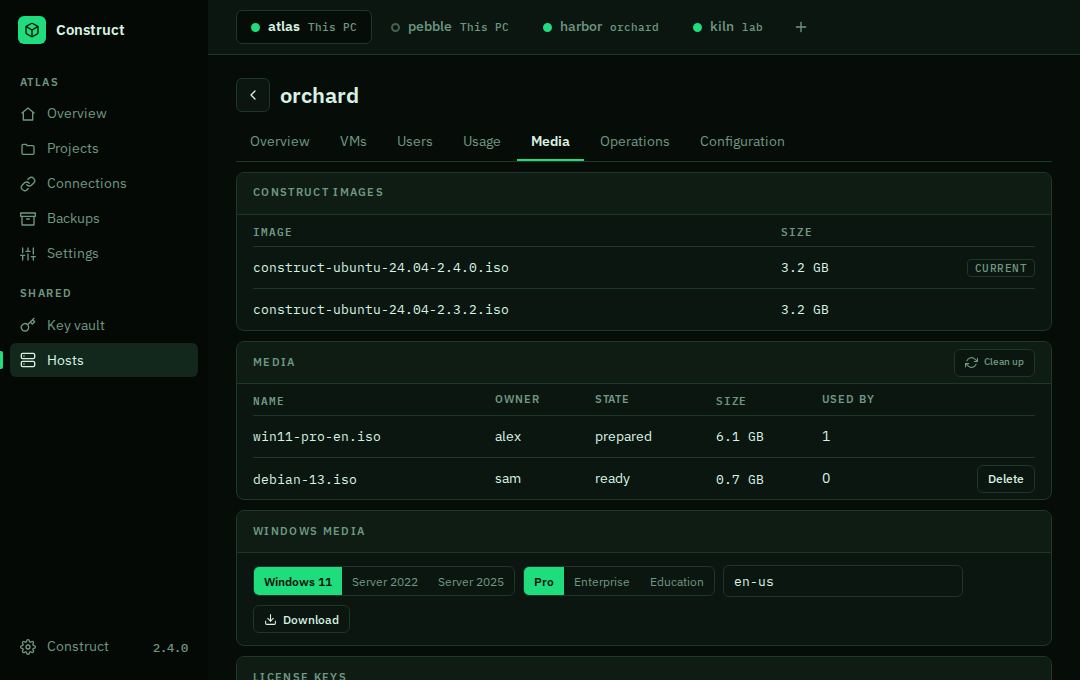 Construct
atlas This PC
pebble This PC
harbor orchard
kiln lab
ATLAS
Overview
Projects
Connections
Backups
Settings
SHARED
Key vault
Hosts
Construct 2.4.0
orchard
Overview VMs Users Usage Media Operations Configuration
CONSTRUCT IMAGES
IMAGE SIZE
construct-ubuntu-24.04-2.4.0.iso 3.2 GB CURRENT
construct-ubuntu-24.04-2.3.2.iso 3.2 GB
MEDIA Clean up
NAME OWNER STATE SIZE USED BY
win11-pro-en.iso alex prepared 6.1 GB 1
debian-13.iso sam ready 0.7 GB 0 Delete
WINDOWS MEDIA
Windows 11 Server 2022 Server 2025 Pro Enterprise Education en-us
Download
LICENSE KEYS